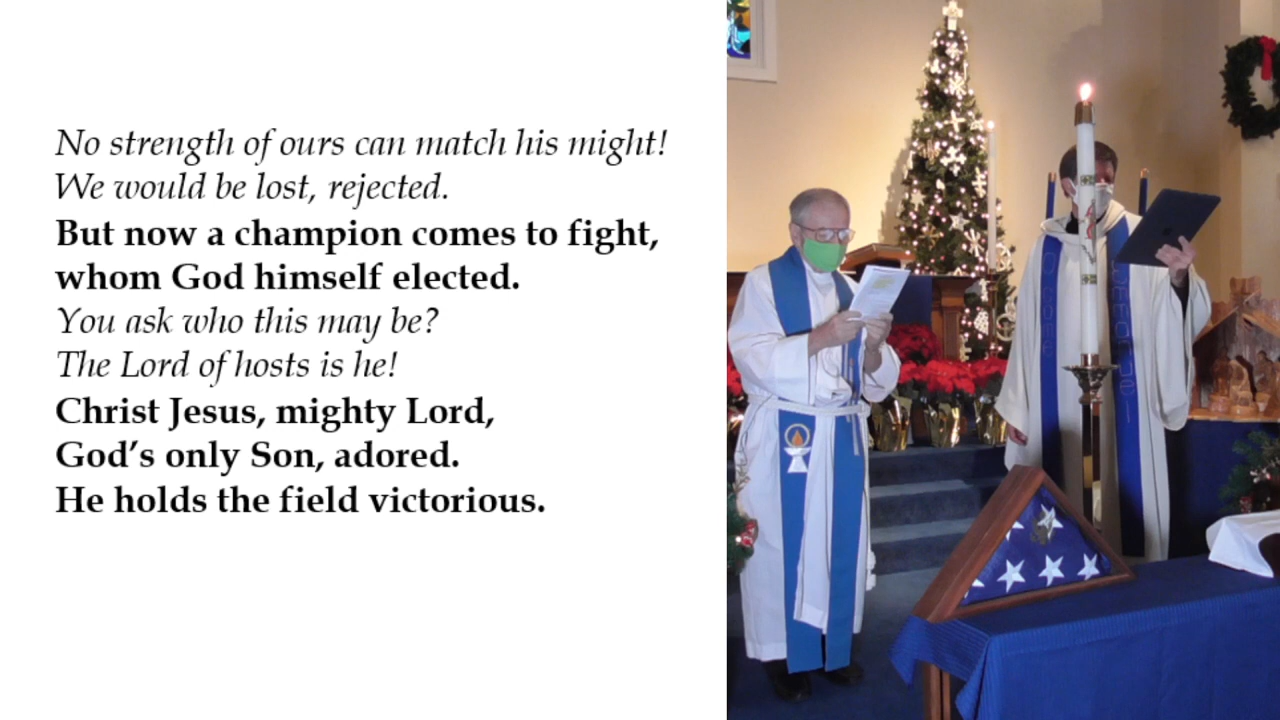 No strength of ours can match his might!
We would be lost, rejected.
But now a champion comes to fight,
whom God himself elected.
You ask who this may be?
The Lord of hosts is he!
Christ Jesus, mighty Lord,
God's only Son, adored.
He holds the field victorious.